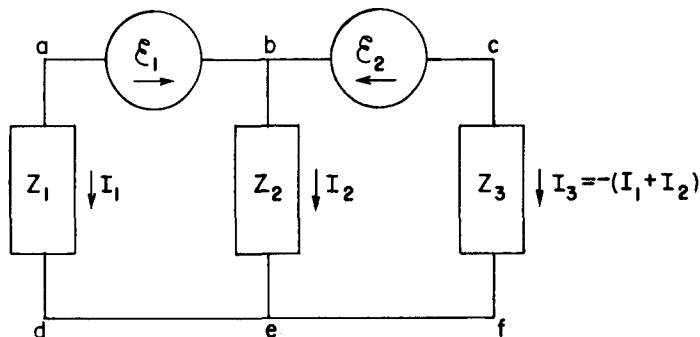 a b c
ℰ₁ ℰ₂
Z₁ I₁ Z₂ I₂ Z₃ I₃=-(I₁+I₂)
d e f